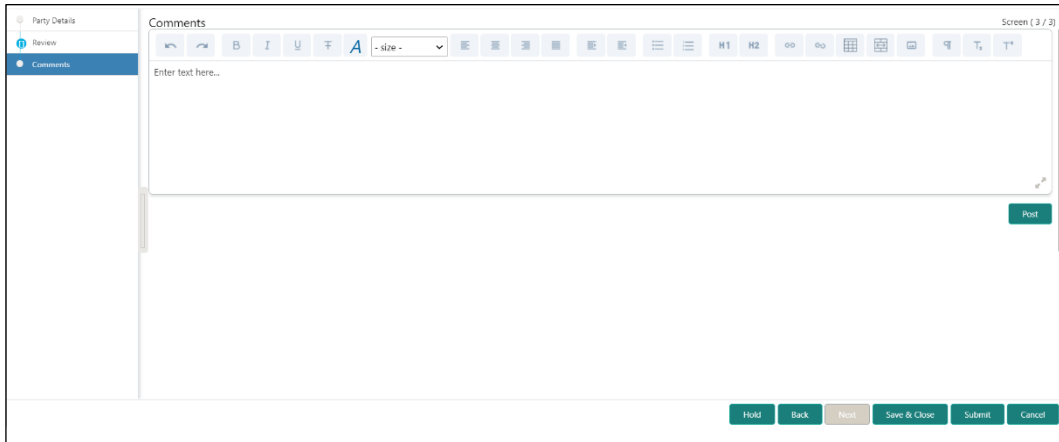 Party Details
Review
Comments
Comments
Screen ( 3 / 3)
B I U T A - size - H1 H2 ¶ T
Enter text here...
Post
Hold Back Next Save & Close Submit Cancel